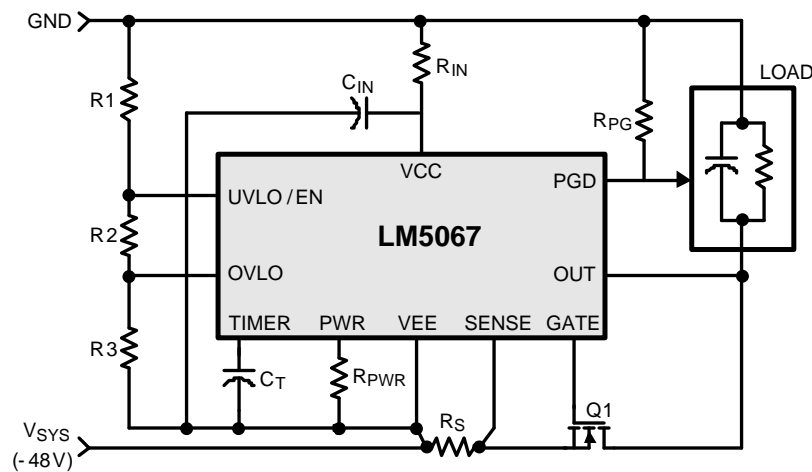 GND
R1
CIN
RIN
RPG
LOAD
VCC
UVLO / EN
PGD
R2
LM5067
OVLO
OUT
R3
TIMER
PWR
VEE
SENSE
GATE
CT
RPWR
RS
Q1
VSYS
(-48V)